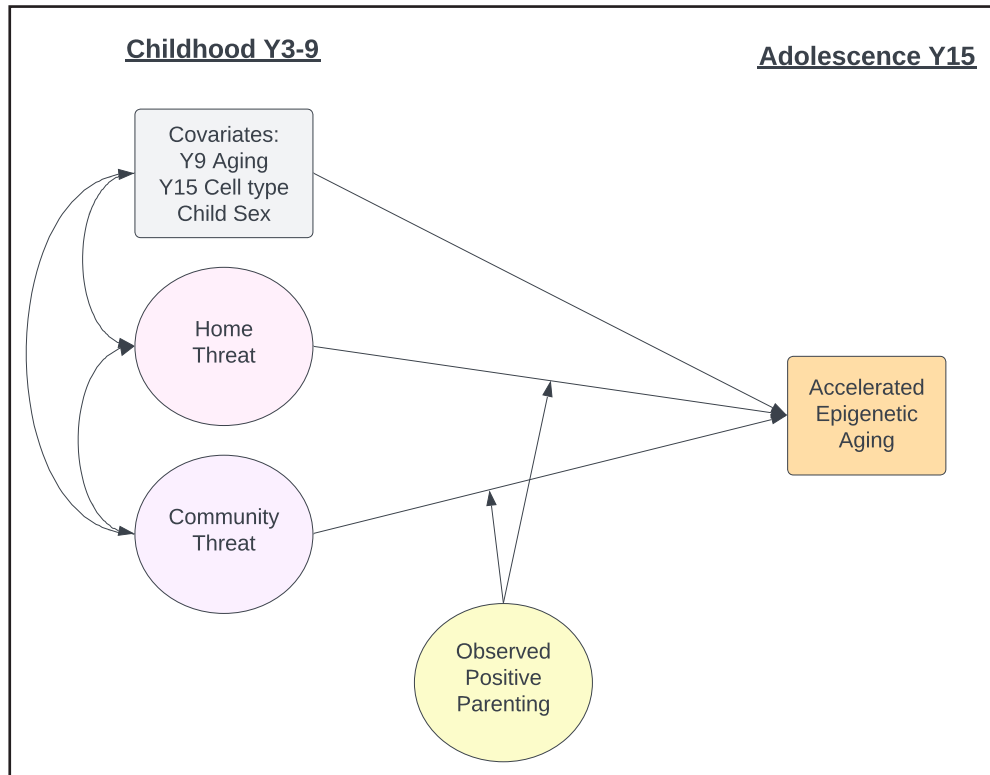 Childhood Y3-9
Adolescence Y15
Covariates:
Y9 Aging
Y15 Cell type
Child Sex
Home
Threat
Accelerated
Epigenetic
Aging
Community
Threat
Observed
Positive
Parenting